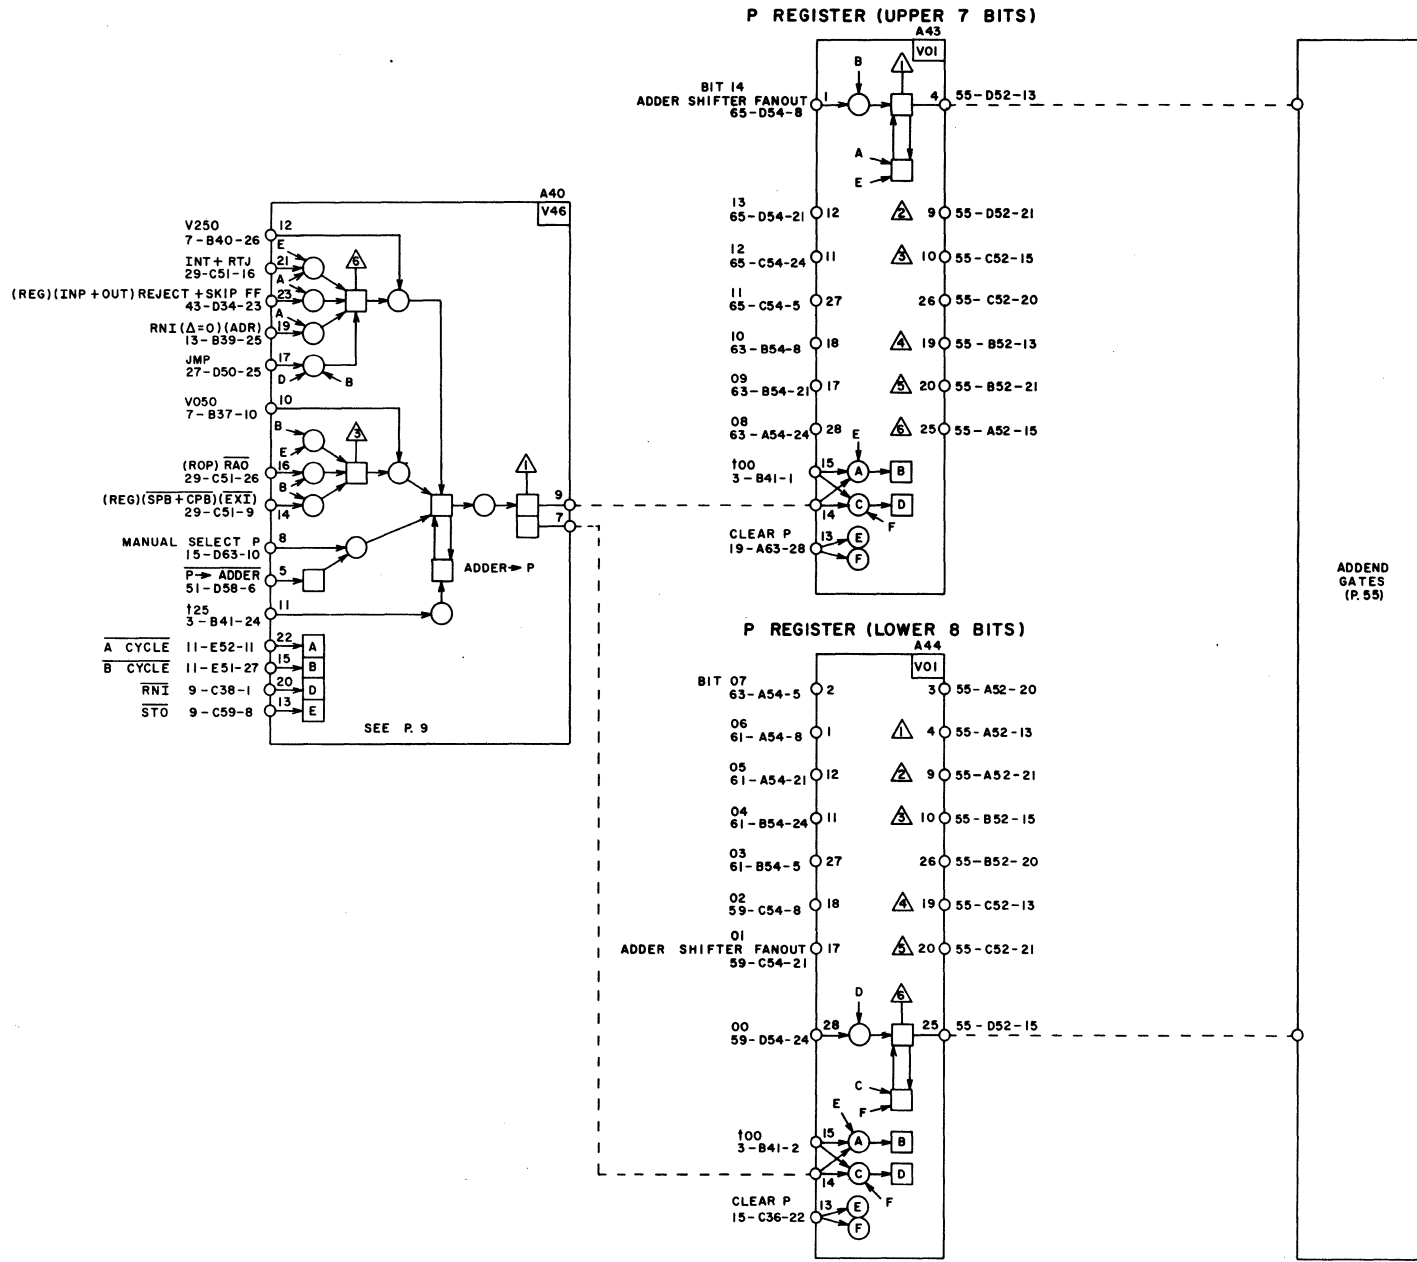 P REGISTER (UPPER 7 BITS)
A43
V01
B
1
BIT 14
ADDER SHIFTER FANOUT
65-D54-8
1
4
55-D52-13
A
E
13
65-D54-21
12
2
9
55-D52-21
12
65-C54-24
11
3
10
55-C52-15
11
65-C54-5
27
26
55-C52-20
10
63-B54-8
18
4
19
55-B52-13
09
63-B54-21
17
5
20
55-B52-21
08
63-A54-24
28
6
25
55-A52-15
E
t00
3-B41-1
15
A
B
14
C
D
F
CLEAR P
19-A63-28
13
E
F
ADDEND
GATES
(P.55)
A40
V46
V250
7-B40-26
12
E
INT + RTJ
29-C51-16
21
6
A
(REG)(INP+OUT)REJECT+SKIP FF
43-D34-23
23
A
RNI(Δ=0)(ADR)
13-B39-25
19
JMP
27-D50-25
17
D
B
V050
7-B37-10
10
B
3
E
(ROP) RAO
29-C51-26
16
B
(REG)(SPB+CPB)(EXI)
29-C51-9
14
1
9
7
MANUAL SELECT P
15-D63-10
8
P→ ADDER
51-D58-6
5
ADDER→ P
t25
3-B41-24
11
A CYCLE 11-E52-11
22
A
B CYCLE 11-E51-27
15
B
RNI 9-C38-1
20
D
STO 9-C59-8
13
E
SEE P. 9
P REGISTER (LOWER 8 BITS)
A44
V01
BIT 07
63-A54-5
2
3
55-A52-20
06
61-A54-8
1
1
4
55-A52-13
05
61-A54-21
12
2
9
55-A52-21
04
61-B54-24
11
3
10
55-B52-15
03
61-B54-5
27
26
55-B52-20
02
59-C54-8
18
4
19
55-C52-13
01
ADDER SHIFTER FANOUT
59-C54-21
17
5
20
55-C52-21
D
6
00
59-D54-24
28
25
55-D52-15
C
F
E
t00
3-B41-2
15
A
B
14
C
D
F
CLEAR P
15-C36-22
13
E
F